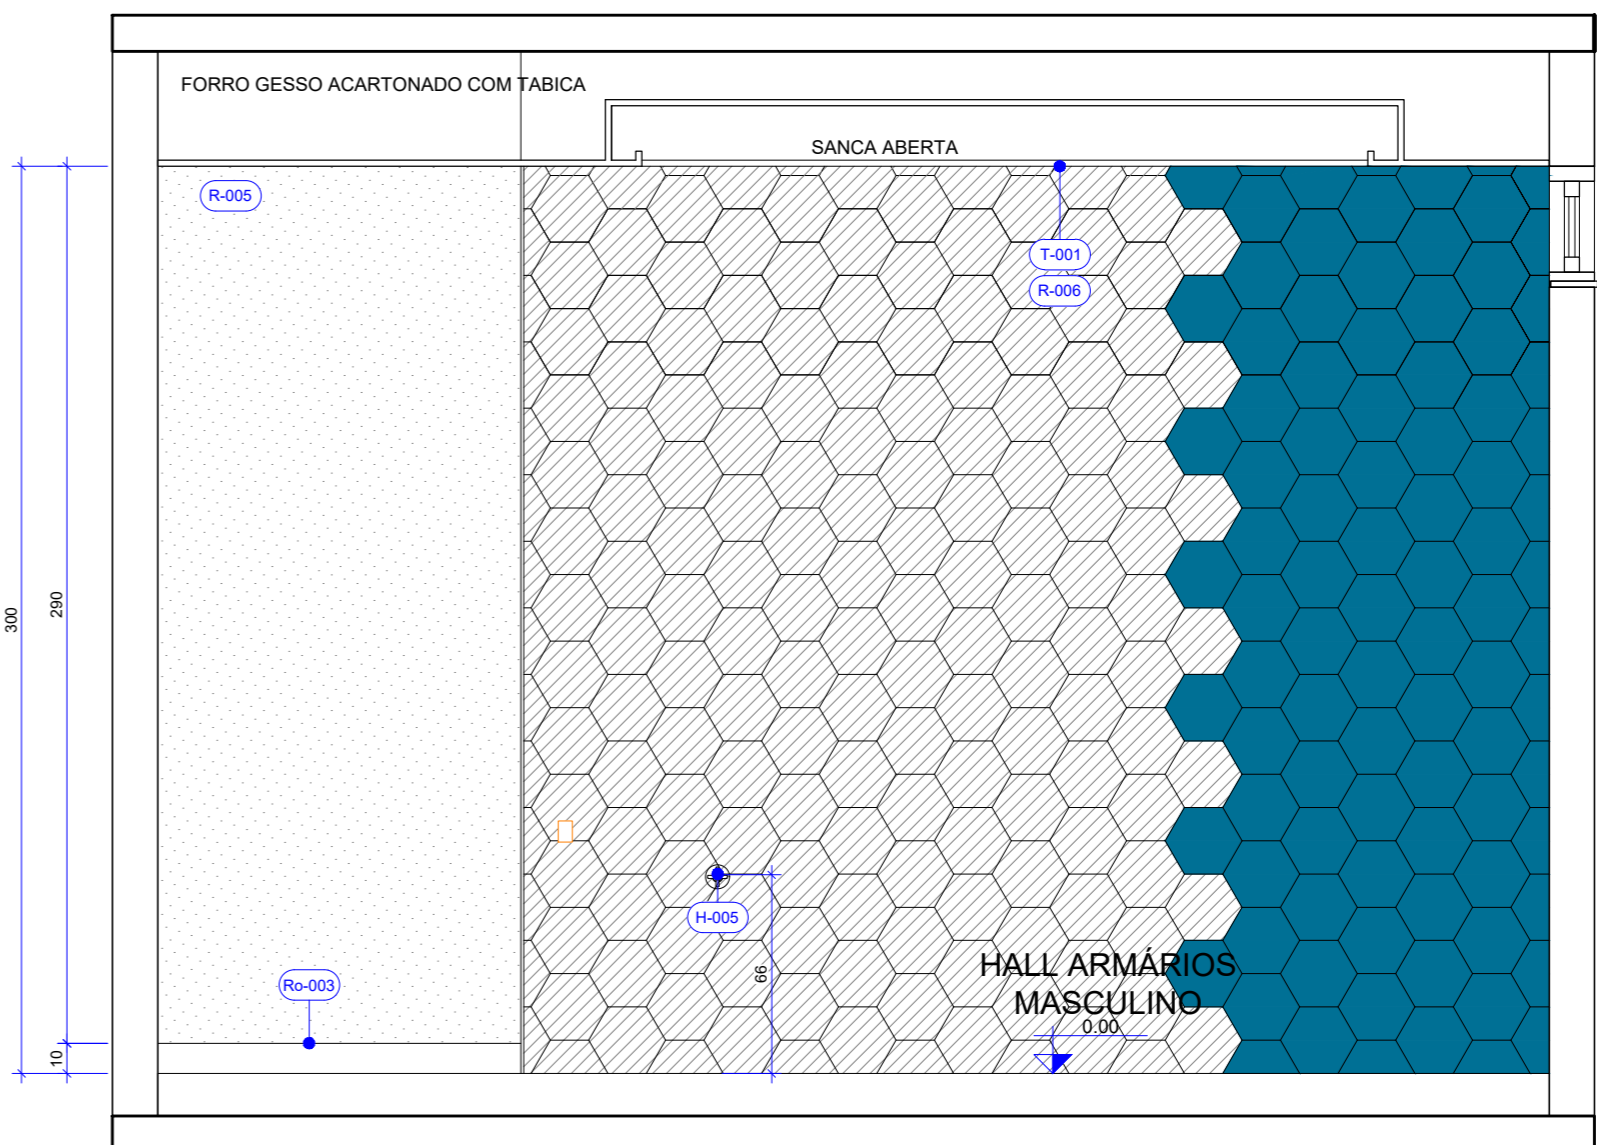 FORRO GESSO ACARTONADO COM TABICA
SANCA ABERTA
R-005
T-001
R-006
300
290
H-005
66
Ro-003
HALL ARMÁRIOS
MASCULINO
0.00
10